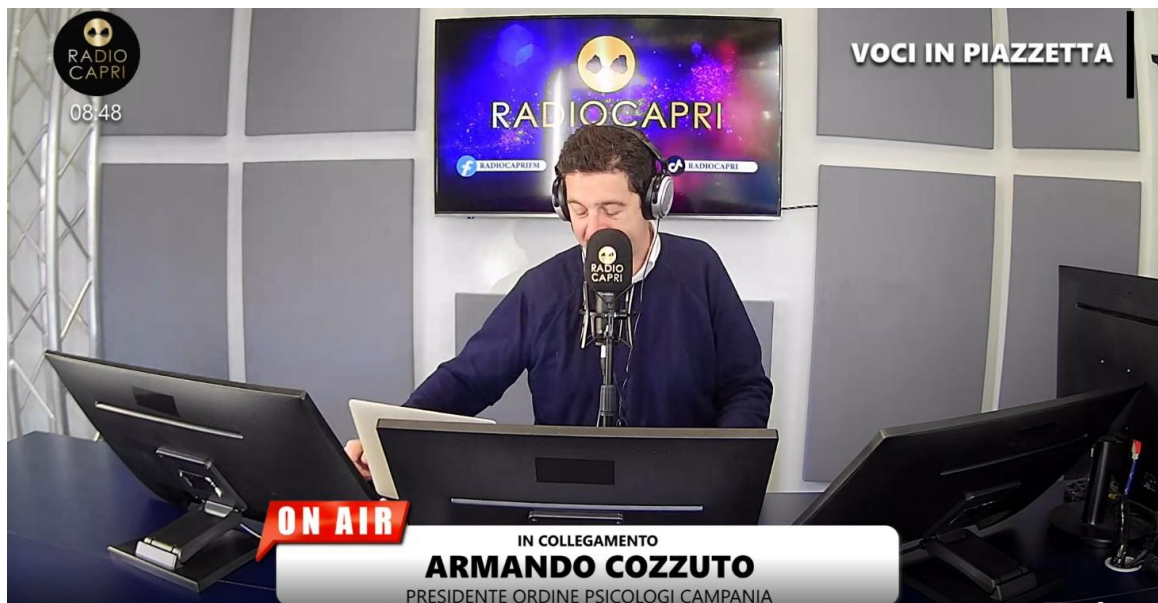 RADIO
CAPRI
08:48
VOCI IN PIAZZETTA
RADIOCAPRI
RADIOCAPRIFM
RADIOCAPRI
RADIO
CAPRI
ON AIR
IN COLLEGAMENTO
ARMANDO COZZUTO
PRESIDENTE ORDINE PSICOLOGI CAMPANIA